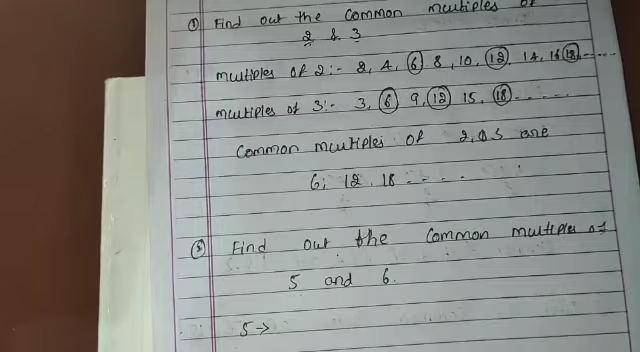 ① Find out the common multiples of
2 & 3
multiples of 2:- 2, 4, 6 8, 10, 12, 14, 16 18.....
multiples of 3:- 3, 6 9, 12 15, 18......
Common multiples of 2, are
6, 12, 18 - - - - .
② Find out the Common multiples of
5 and 6.
5 →